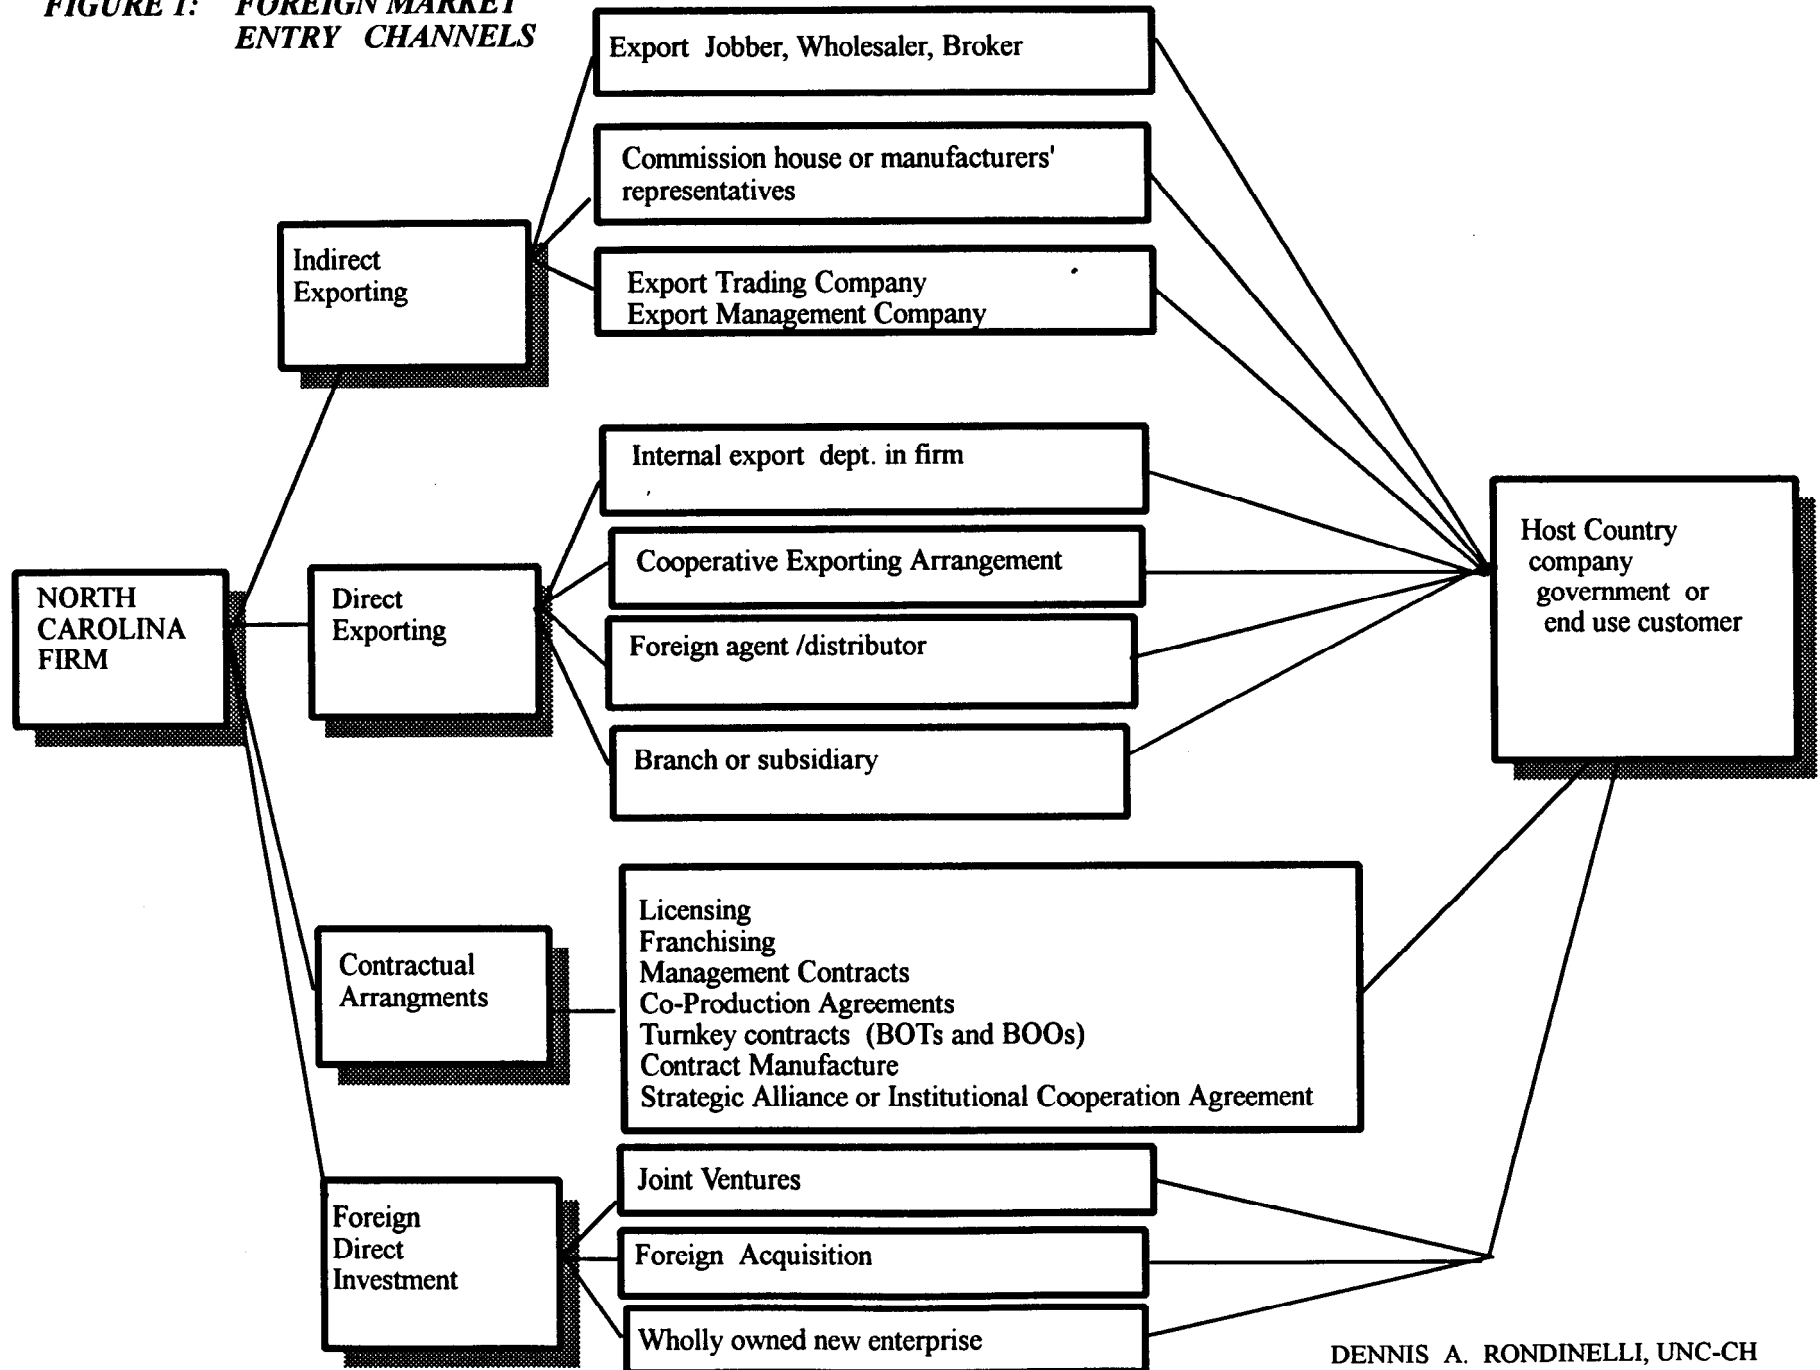 FIGURE 1: FOREIGN MARKET
ENTRY CHANNELS
Export Jobber, Wholesaler, Broker
Commission house or manufacturers'
representatives
Indirect
Exporting
Export Trading Company
Export Management Company
Internal export dept. in firm
Cooperative Exporting Arrangement
Host Country
company
government or
end use customer
NORTH
CAROLINA
FIRM
Direct
Exporting
Foreign agent /distributor
Branch or subsidiary
Contractual
Arrangments
Licensing
Franchising
Management Contracts
Co-Production Agreements
Turnkey contracts (BOTs and BOOs)
Contract Manufacture
Strategic Alliance or Institutional Cooperation Agreement
Foreign
Direct
Investment
Joint Ventures
Foreign Acquisition
Wholly owned new enterprise
DENNIS A. RONDINELLI, UNC-CH